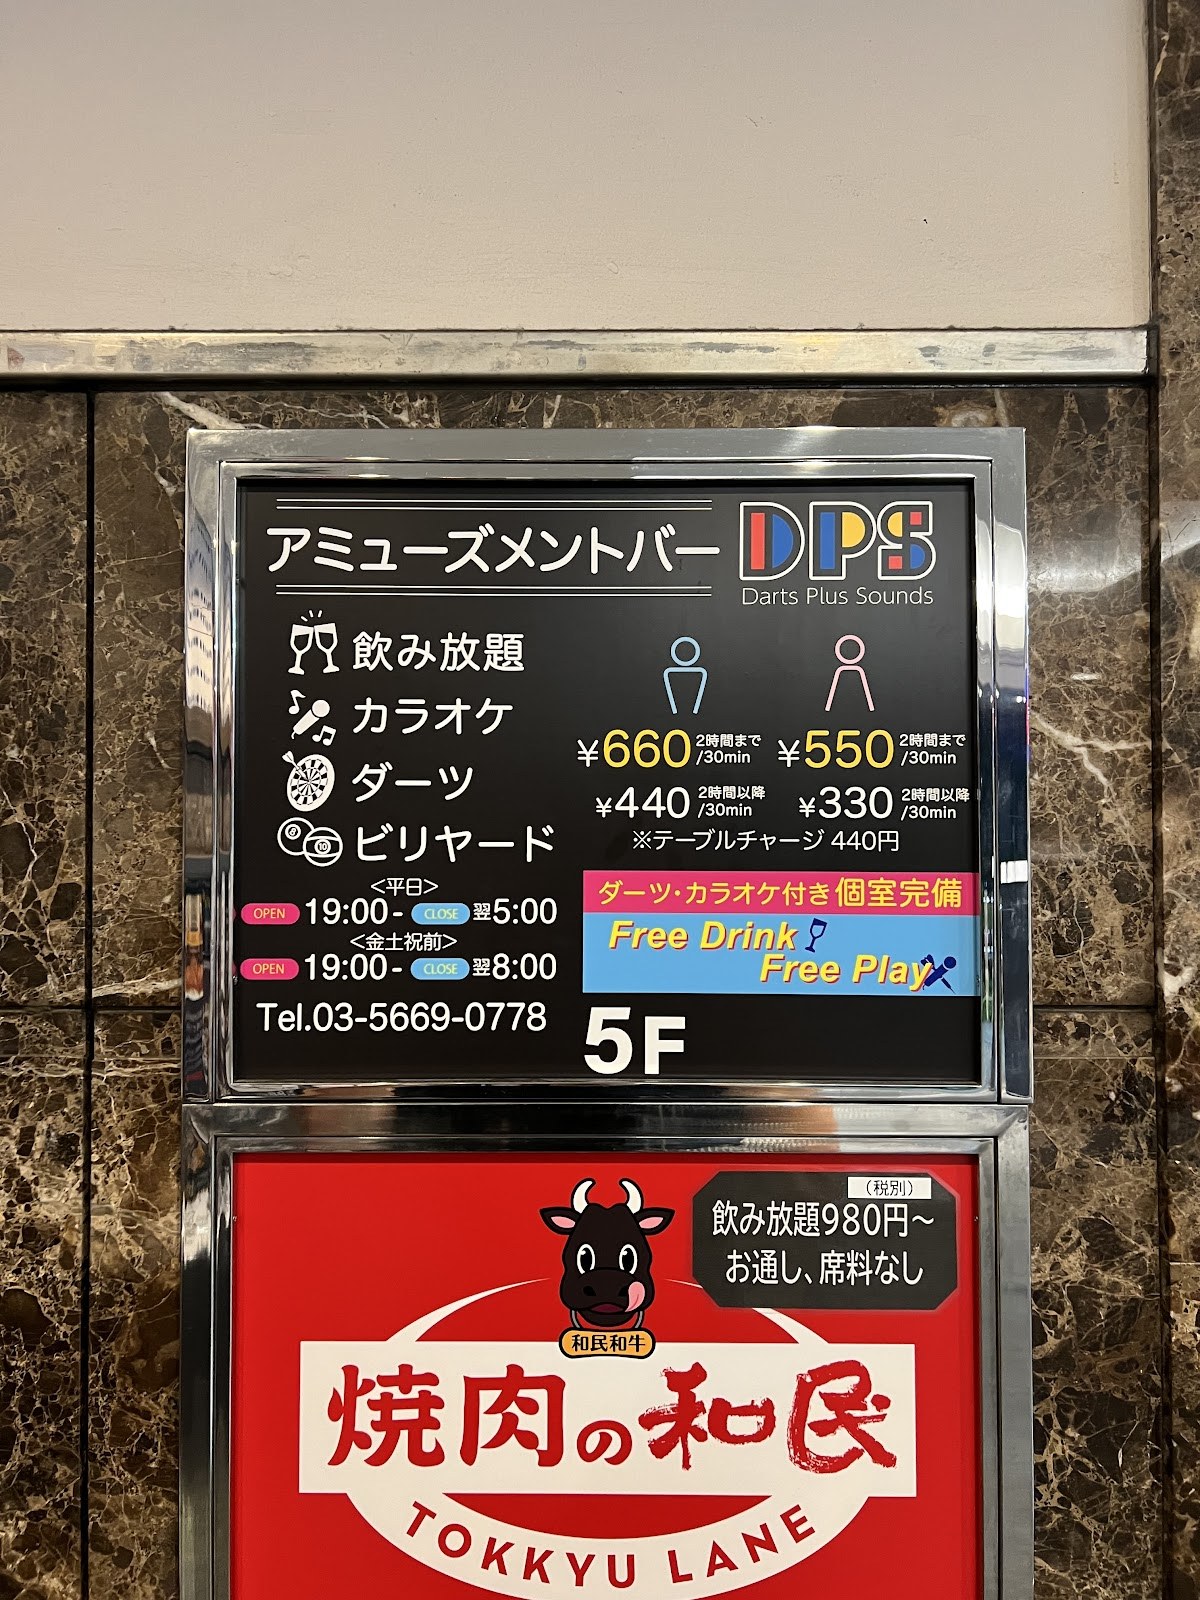 アミューズメントバー
DPS
Darts Plus Sounds
飲み放題
カラオケ
ダーツ
8
10
ビリヤード
¥660 2時間まで /30min
¥550 2時間まで /30min
¥440 2時間以降 /30min
¥330 2時間以降 /30min
※テーブルチャージ 440円
<平日>
OPEN 19:00- CLOSE 翌5:00
<金土祝前>
OPEN 19:00- CLOSE 翌8:00
Tel.03-5669-0778
ダーツ・カラオケ付き個室完備
Free Drink
Free Play
5F
(税別)
飲み放題980円~
お通し、席料なし
和民和牛
焼肉の和民
TOKKYU LANE